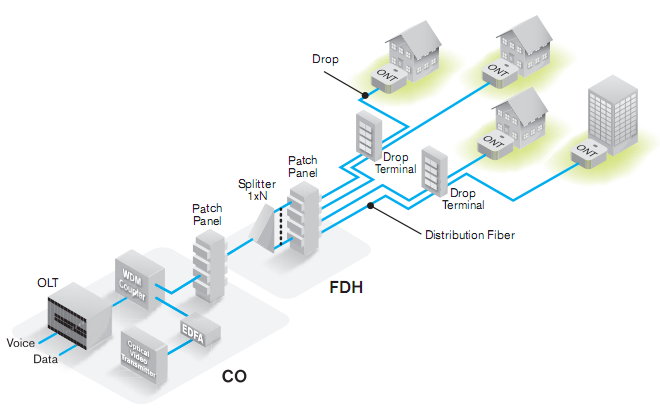 Drop
ONT
ONT
ONT
ONT
Drop
Terminal
Drop
Terminal
Patch
Panel
Splitter
1xN
Patch
Panel
Distribution Fiber
FDH
OLT
WDM
Coupler
EDFA
Optical
Video
Transmitter
Voice
Data
CO